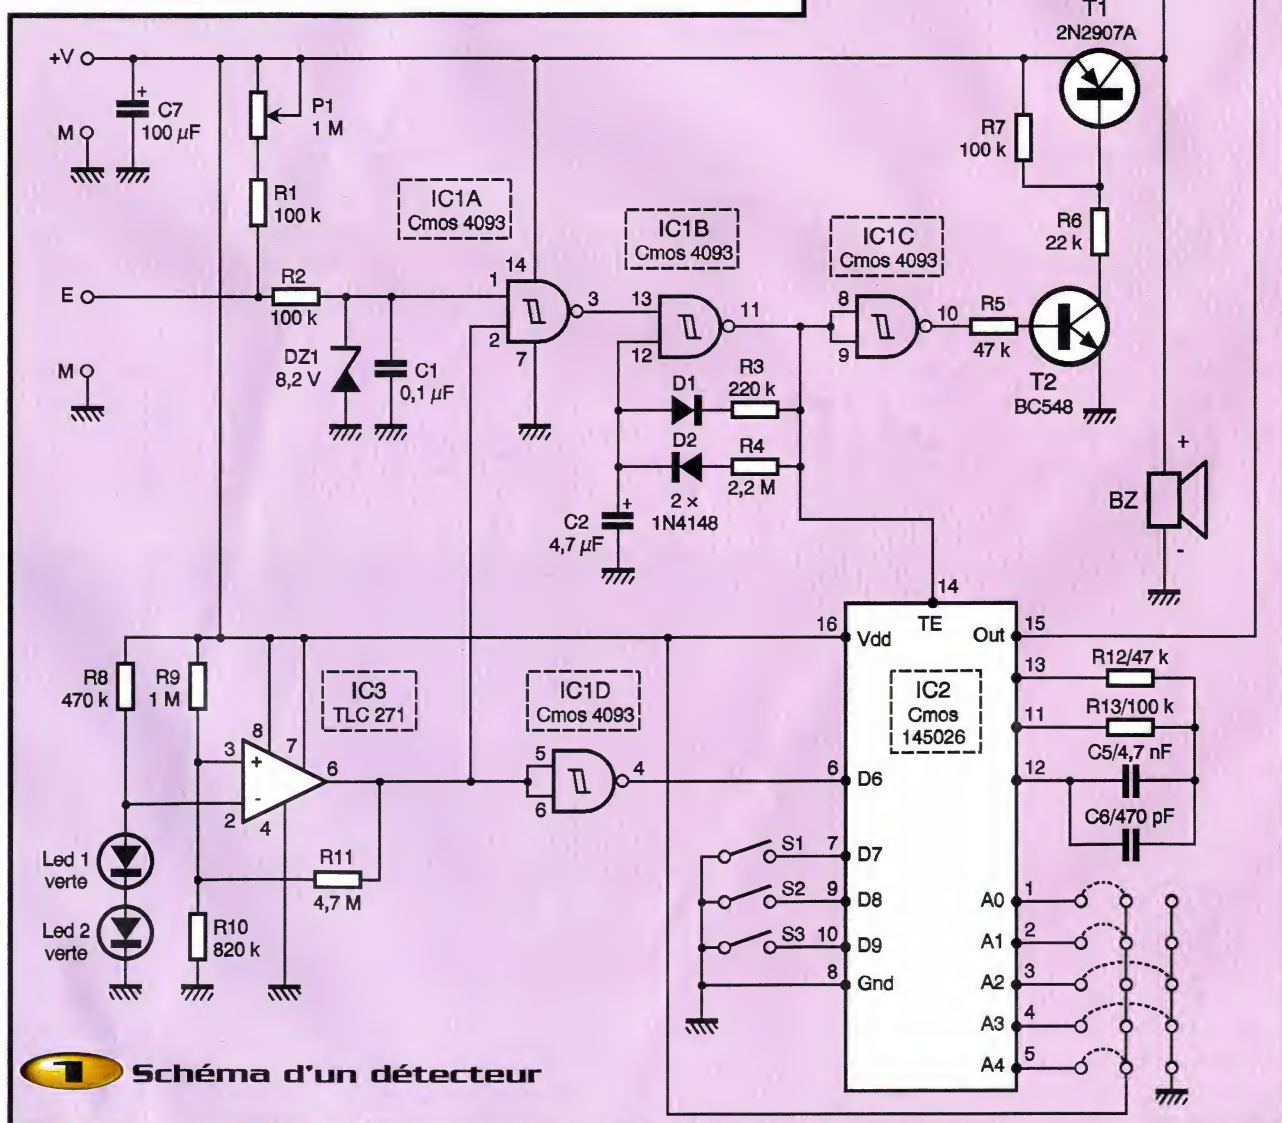 T1
2N2907A
+V
C7
100 µF
+
M
P1
1 M
R1
100 k
IC1A
Cmos 4093
IC1B
Cmos 4093
IC1C
Cmos 4093
R7
100 k
R6
22 k
E
R2
100 k
14
1
2
3
7
13
12
11
8
9
10
R5
47 k
T2
BC548
M
DZ1
8,2 V
C1
0,1 µF
D1
R3
220 k
D2
R4
2,2 M
2 ×
1N4148
C2
4,7 µF
+
+
BZ
-
14
16
Vdd
TE
Out
15
R8
470 k
R9
1 M
IC3
TLC 271
IC1D
Cmos 4093
IC2
Cmos
145026
13
R12/47 k
11
R13/100 k
12
C5/4,7 nF
C6/470 pF
8
7
3
+
-
2
4
6
5
6
4
6
D6
Led 1
verte
Led 2
verte
R11
4,7 M
R10
820 k
S1
7
D7
S2
9
D8
S3
10
D9
8
Gnd
A0
1
A1
2
A2
3
A3
4
A4
5
1 Schéma d'un détecteur